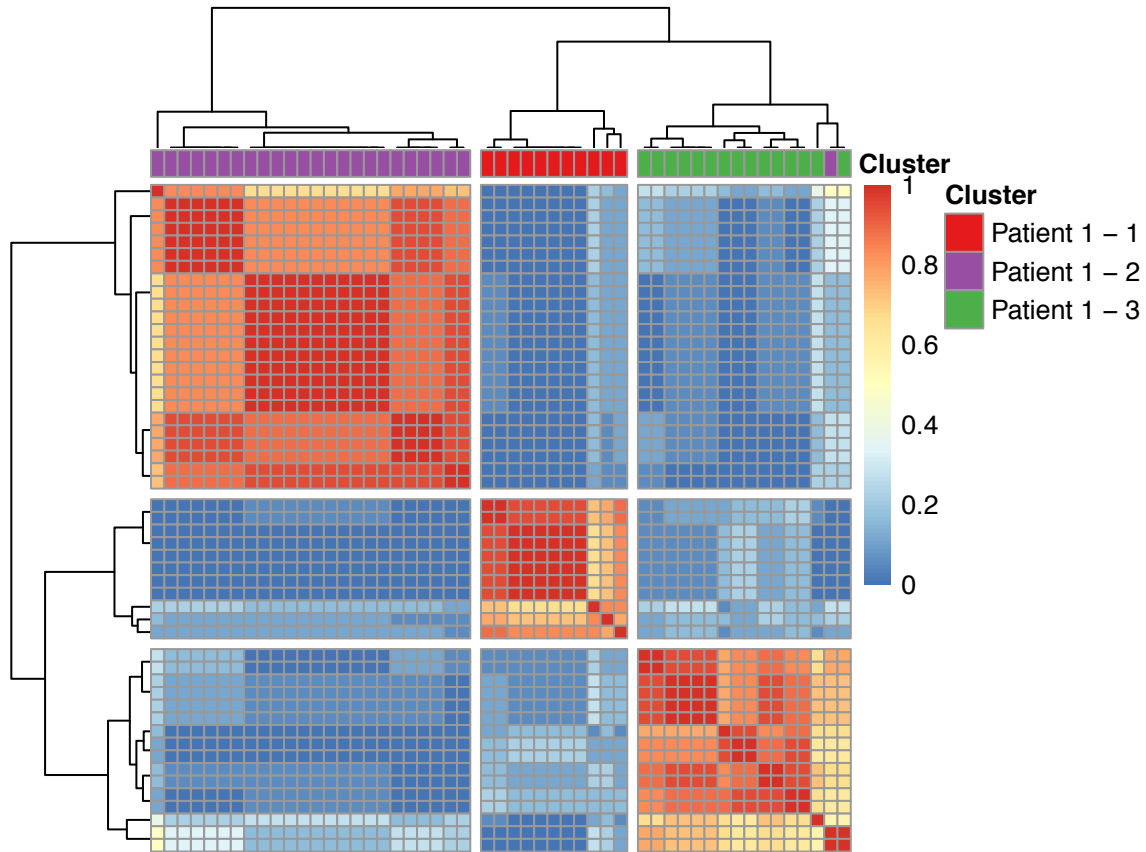 Cluster
1
0.8
0.6
0.4
0.2
0
Cluster
Patient 1 – 1
Patient 1 – 2
Patient 1 – 3